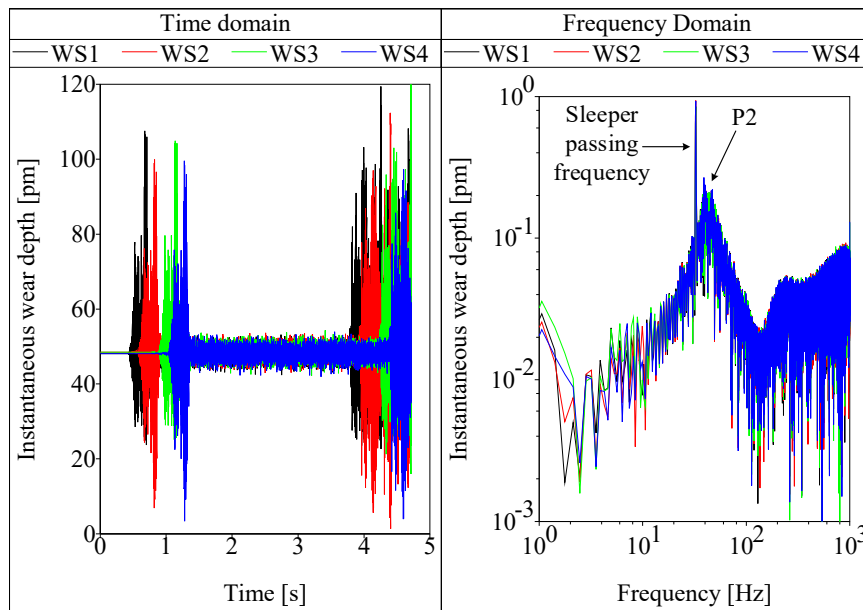 Time domain
Frequency Domain
WS1 WS2 WS3 WS4
WS1 WS2 WS3 WS4
Instantaneous wear depth [pm]
120
100
80
60
40
20
0
0 1 2 3 4 5
Time [s]
Instantaneous wear depth [pm]
10^0
10^-1
10^-2
10^-3
Sleeper
passing
frequency
P2
10^0 10^1 10^2 10^3
Frequency [Hz]